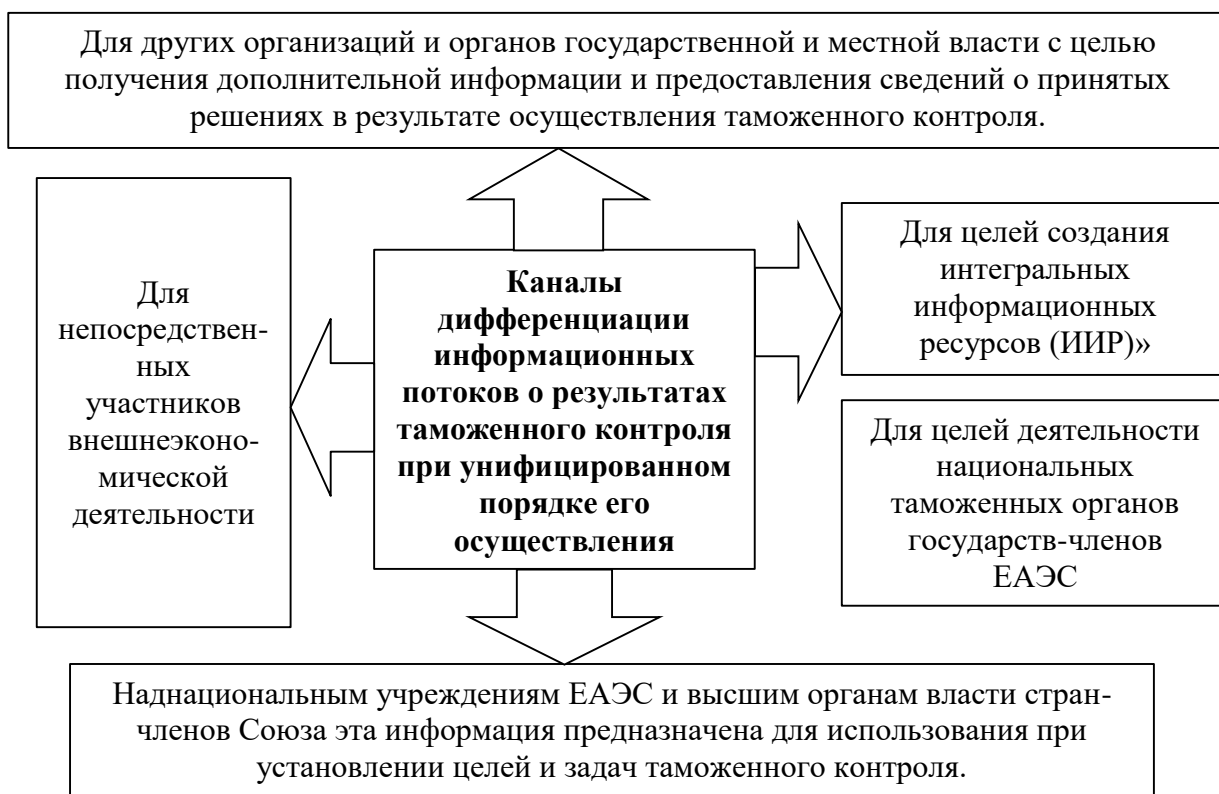 Для других организаций и органов государственной и местной власти с целью
получения дополнительной информации и предоставления сведений о принятых
решениях в результате осуществления таможенного контроля.
Для
непосредствен-
ных
участников
внешнеэконо-
мической
деятельности
Каналы
дифференциации
информационных
потоков о результатах
таможенного контроля
при унифицированном
порядке его
осуществления
Для целей создания
интегральных
информационных
ресурсов (ИИР)»
Для целей деятельности
национальных
таможенных органов
государств-членов
ЕАЭС
Наднациональным учреждениям ЕАЭС и высшим органам власти стран-
членов Союза эта информация предназначена для использования при
установлении целей и задач таможенного контроля.